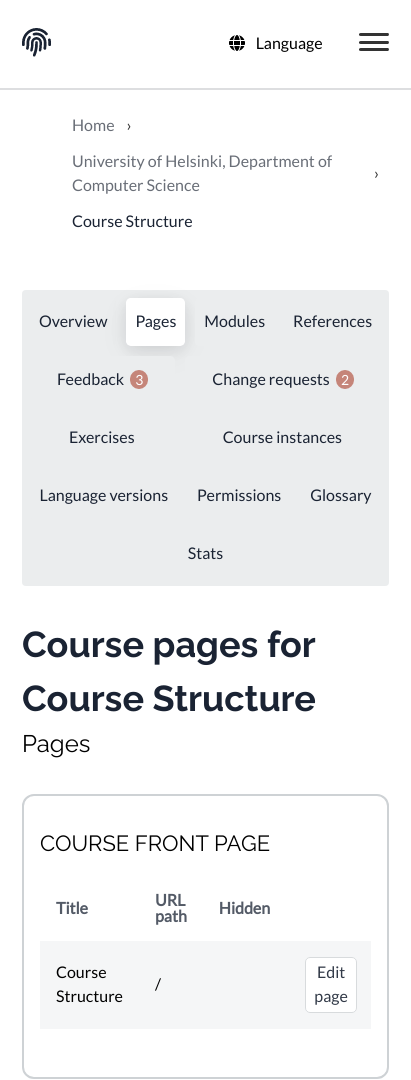 Language
Home ›
University of Helsinki, Department of
Computer Science ›
Course Structure
Overview Pages Modules References
Feedback 3 Change requests 2
Exercises Course instances
Language versions Permissions Glossary
Stats
Course pages for
Course Structure
Pages
COURSE FRONT PAGE
Title URL path Hidden
Course Structure / Edit page